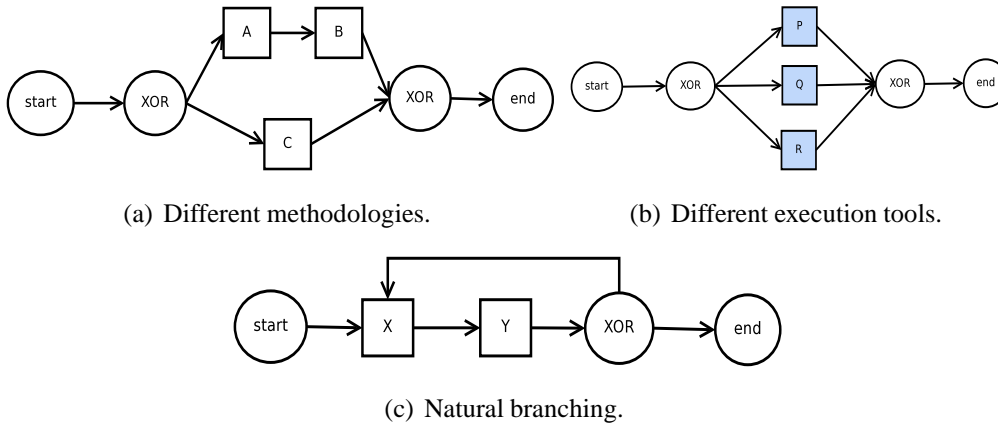 A B
start XOR XOR end
C
P
start XOR Q XOR end
R
(a) Different methodologies.
(b) Different execution tools.
start X Y XOR end
(c) Natural branching.